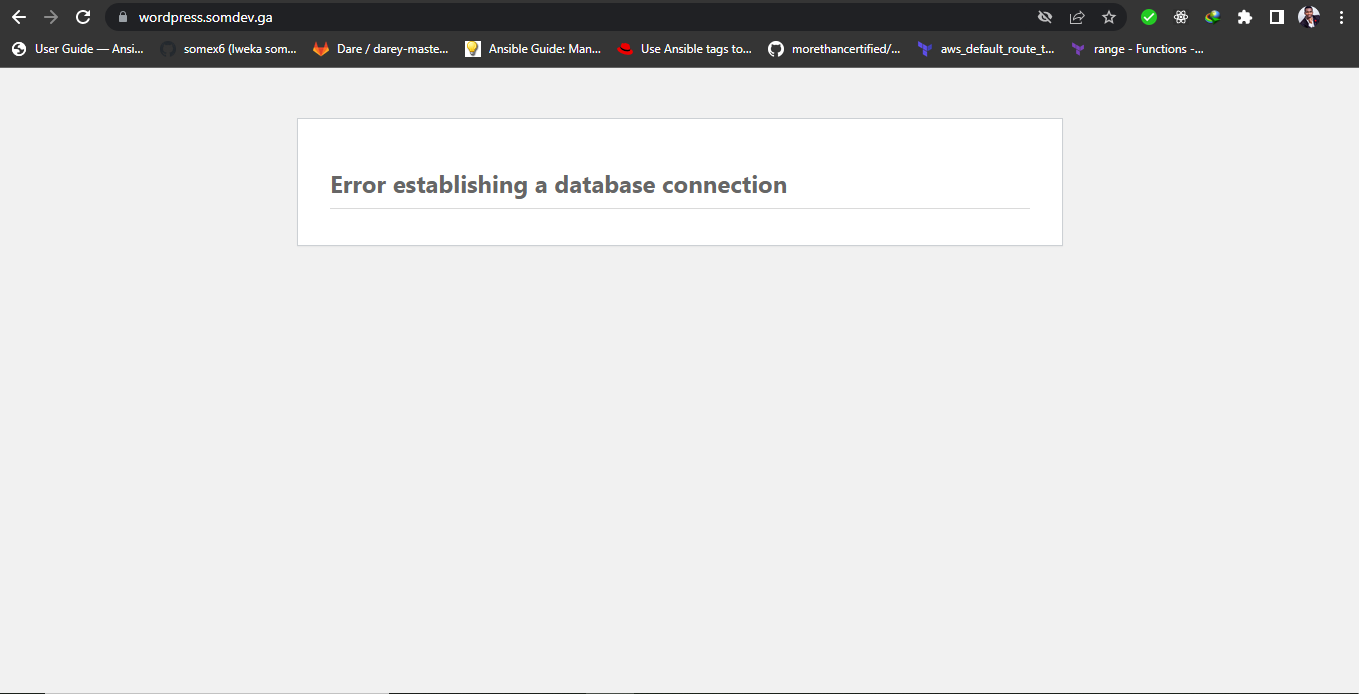 wordpress.somdev.ga
User Guide — Ansi... somex6 (Iweka som... Dare / darey-maste... Ansible Guide: Man... Use Ansible tags to... morethancertified/... aws_default_route_t... range - Functions -...
Error establishing a database connection